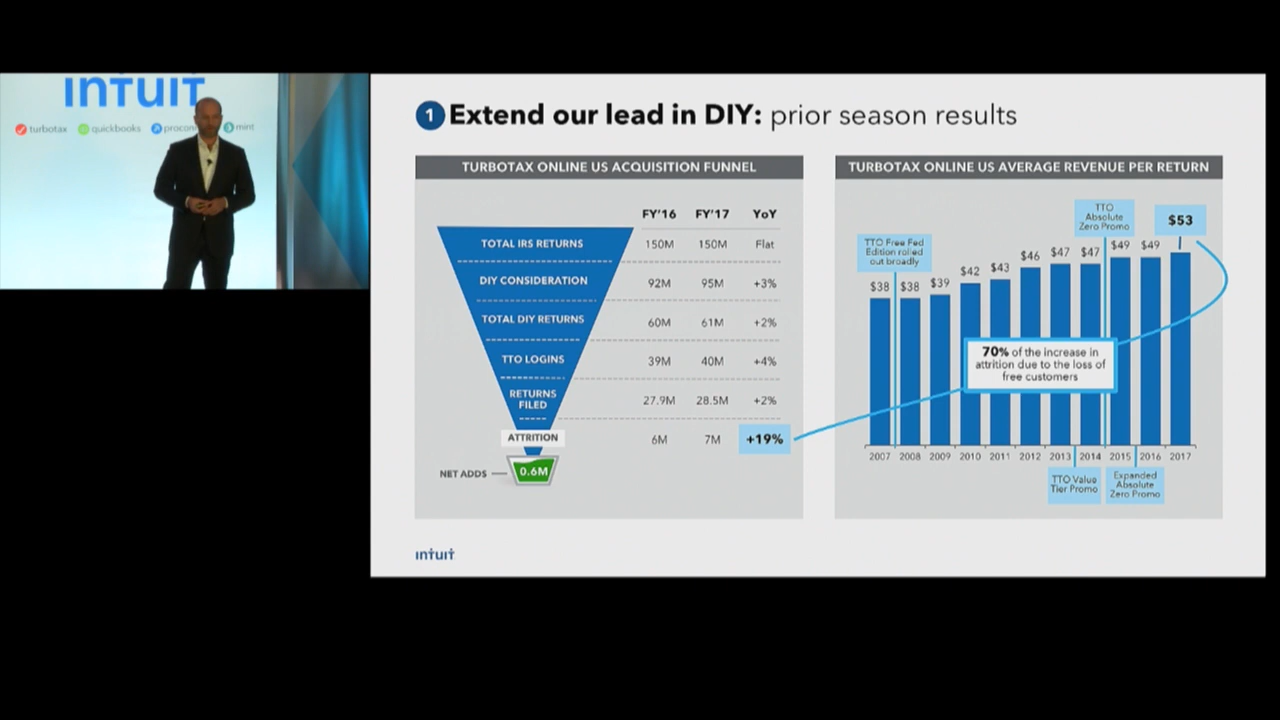 ıntuıt
turbotax quickbooks mint
1 Extend our lead in DIY: prior season results
TURBOTAX ONLINE US ACQUISITION FUNNEL
FY'16 FY'17 YoY
TOTAL IRS RETURNS 150M 150M Flat
DIY CONSIDERATION 92M 95M +3%
TOTAL DIY RETURNS 60M 61M +2%
TTO LOGINS 39M 40M +4%
RETURNS
FILED 27.9M 28.5M +2%
ATTRITION 6M 7M +19%
NET ADDS 0.6M
TURBOTAX ONLINE US AVERAGE REVENUE PER RETURN
TTO
Absolute
Zero Promo
$53
TTO Free Fed
Edition rolled
out broadly
$38 $38 $39 $42 $43 $46 $47 $47 $49 $49
70% of the increase in
attrition due to the loss of
free customers
2007 2008 2009 2010 2011 2012 2013 2014 2015 2016 2017
TTO Value
Tier Promo
Expanded
Absolute
Zero Promo
ıntuıt